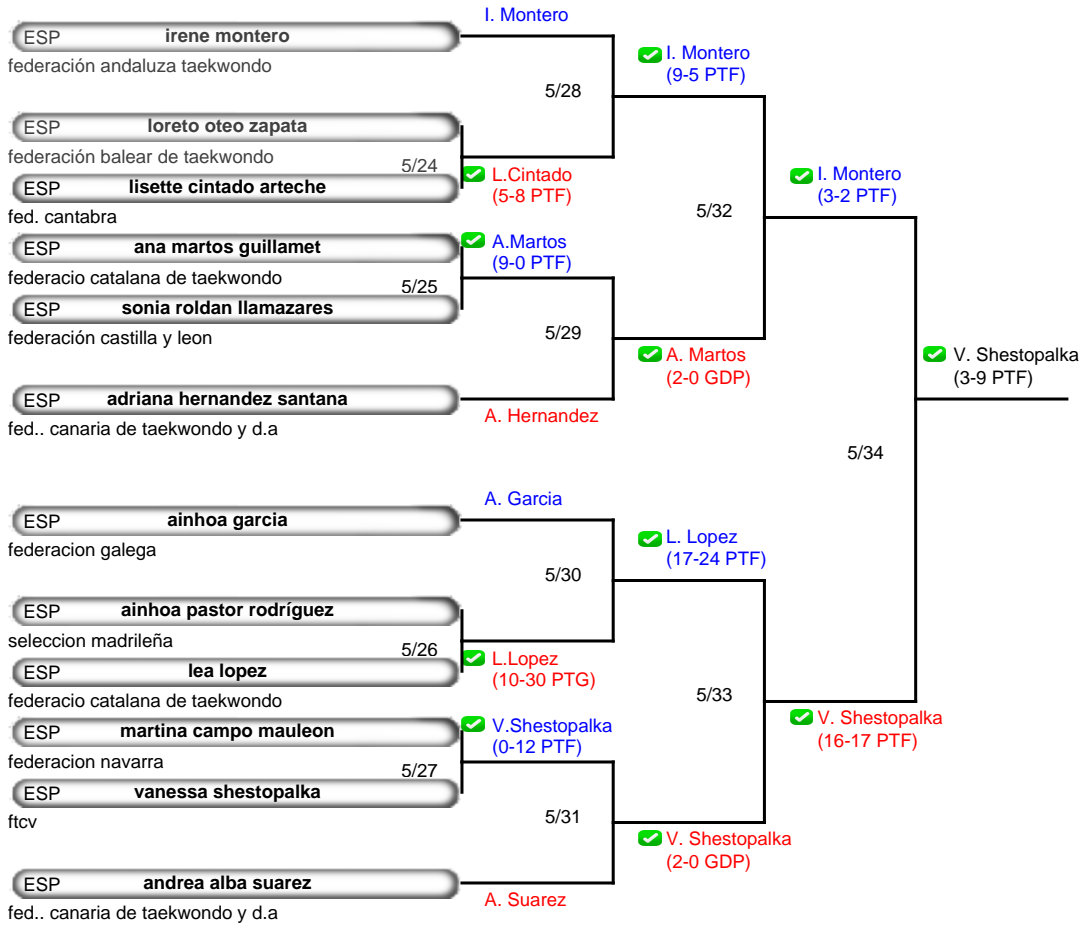 I. Montero
ESP irene montero
federación andaluza taekwondo
I. Montero
(9-5 PTF)
5/28
ESP loreto oteo zapata
federación balear de taekwondo
5/24
L.Cintado
(5-8 PTF)
ESP lisette cintado arteche
fed. cantabra
I. Montero
(3-2 PTF)
5/32
ESP ana martos guillamet
federacio catalana de taekwondo
A.Martos
(9-0 PTF)
5/25
ESP sonia roldan llamazares
federación castilla y leon
5/29
A. Martos
(2-0 GDP)
V. Shestopalka
(3-9 PTF)
ESP adriana hernandez santana
fed.. canaria de taekwondo y d.a
A. Hernandez
5/34
A. Garcia
ESP ainhoa garcia
federacion galega
L. Lopez
(17-24 PTF)
5/30
ESP ainhoa pastor rodríguez
seleccion madrileña
5/26
L.Lopez
(10-30 PTG)
ESP lea lopez
federacio catalana de taekwondo
5/33
V. Shestopalka
(16-17 PTF)
ESP martina campo mauleon
federacion navarra
V.Shestopalka
(0-12 PTF)
5/27
ESP vanessa shestopalka
ftcv
5/31
V. Shestopalka
(2-0 GDP)
ESP andrea alba suarez
fed.. canaria de taekwondo y d.a
A. Suarez